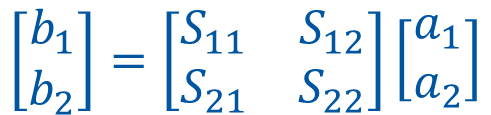 [b₁] = [S₁₁ S₁₂] [a₁]
[b₂] [S₂₁ S₂₂] [a₂]